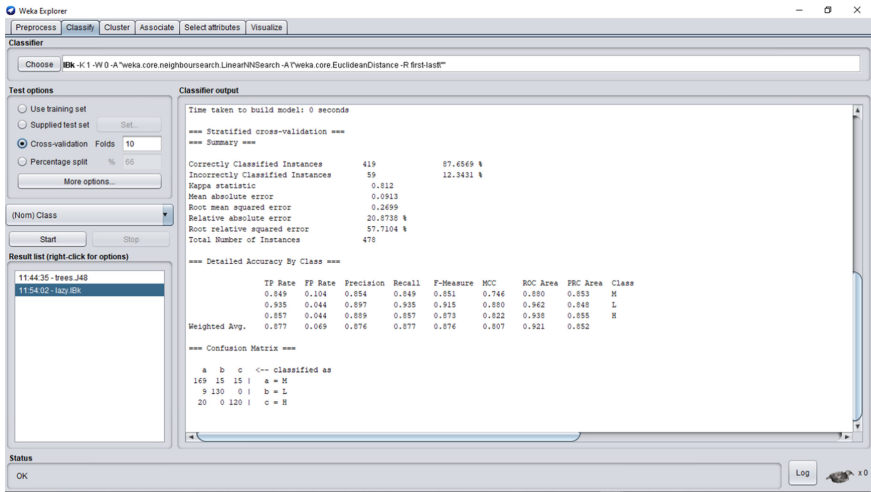 Weka Explorer
Preprocess Classify Cluster Associate Select attributes Visualize
Classifier
Choose IBk -K 1 -W 0 -A "weka.core.neighboursearch.LinearNNSearch -A \"weka.core.EuclideanDistance -R first-last\""
Test options
Use training set
Supplied test set Set...
Cross-validation Folds 10
Percentage split % 66
More options...
(Nom) Class
Start Stop
Result list (right-click for options)
11:44:35 - trees.J48
11:54:02 - lazy.IBk
Classifier output
Time taken to build model: 0 seconds
=== Stratified cross-validation ===
=== Summary ===
Correctly Classified Instances 419 87.6569 %
Incorrectly Classified Instances 59 12.3431 %
Kappa statistic 0.812
Mean absolute error 0.0913
Root mean squared error 0.2699
Relative absolute error 20.8738 %
Root relative squared error 57.7104 %
Total Number of Instances 478
=== Detailed Accuracy By Class ===
TP Rate FP Rate Precision Recall F-Measure MCC ROC Area PRC Area Class
0.849 0.104 0.854 0.849 0.851 0.746 0.880 0.853 M
0.935 0.044 0.897 0.935 0.915 0.880 0.962 0.848 L
0.857 0.044 0.889 0.857 0.873 0.822 0.938 0.855 H
Weighted Avg. 0.877 0.069 0.876 0.877 0.876 0.807 0.921 0.852
=== Confusion Matrix ===
a b c <-- classified as
169 15 15 | a = M
9 130 0 | b = L
20 0 120 | c = H
Status
OK
Log x 0